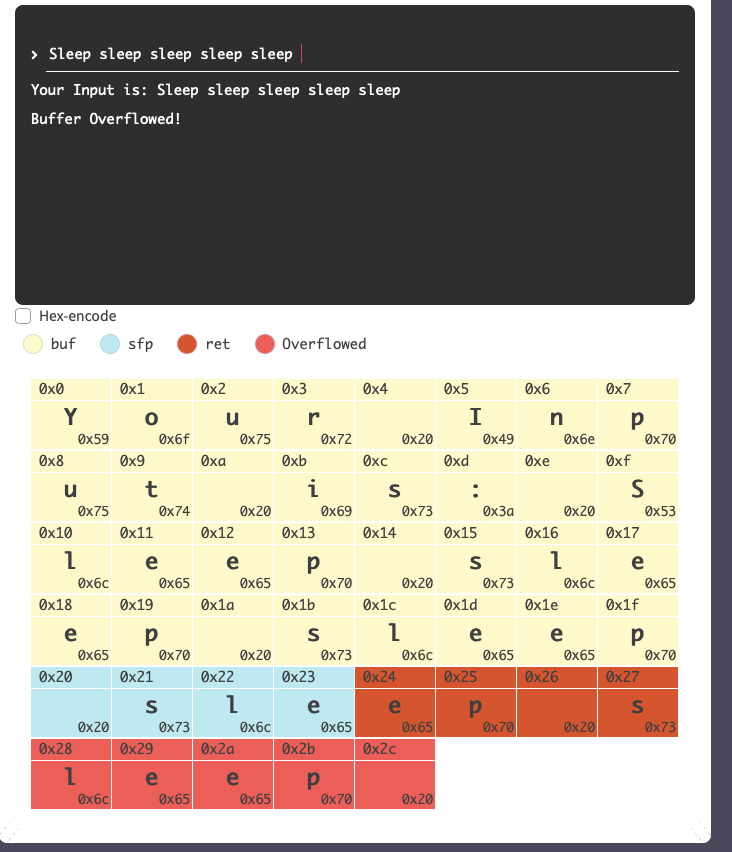 › Sleep sleep sleep sleep sleep
Your Input is: Sleep sleep sleep sleep sleep
Buffer Overflowed!
Hex-encode
buf sfp ret Overflowed
0x0 0x1 0x2 0x3 0x4 0x5 0x6 0x7
Y o u r I n p
0x59 0x6f 0x75 0x72 0x20 0x49 0x6e 0x70
0x8 0x9 0xa 0xb 0xc 0xd 0xe 0xf
u t i s : S
0x75 0x74 0x20 0x69 0x73 0x3a 0x20 0x53
0x10 0x11 0x12 0x13 0x14 0x15 0x16 0x17
l e e p s l e
0x6c 0x65 0x65 0x70 0x20 0x73 0x6c 0x65
0x18 0x19 0x1a 0x1b 0x1c 0x1d 0x1e 0x1f
e p s l e e p
0x65 0x70 0x20 0x73 0x6c 0x65 0x65 0x70
0x20 0x21 0x22 0x23 0x24 0x25 0x26 0x27
s l e e p s
0x20 0x73 0x6c 0x65 0x65 0x70 0x20 0x73
0x28 0x29 0x2a 0x2b 0x2c
l e e p
0x6c 0x65 0x65 0x70 0x20